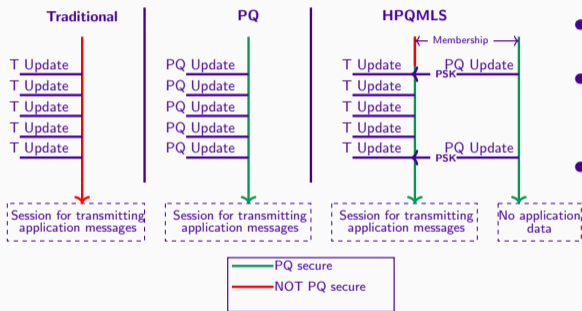 Traditional
PQ
HPQMLS
Membership
T Update
T Update
T Update
T Update
T Update
PQ Update
PQ Update
PQ Update
PQ Update
PQ Update
T Update
T Update
T Update
T Update
T Update
PQ Update
PSK
PQ Update
PSK
Session for transmitting
application messages
Session for transmitting
application messages
Session for transmitting
application messages
No application
data
PQ secure
NOT PQ secure